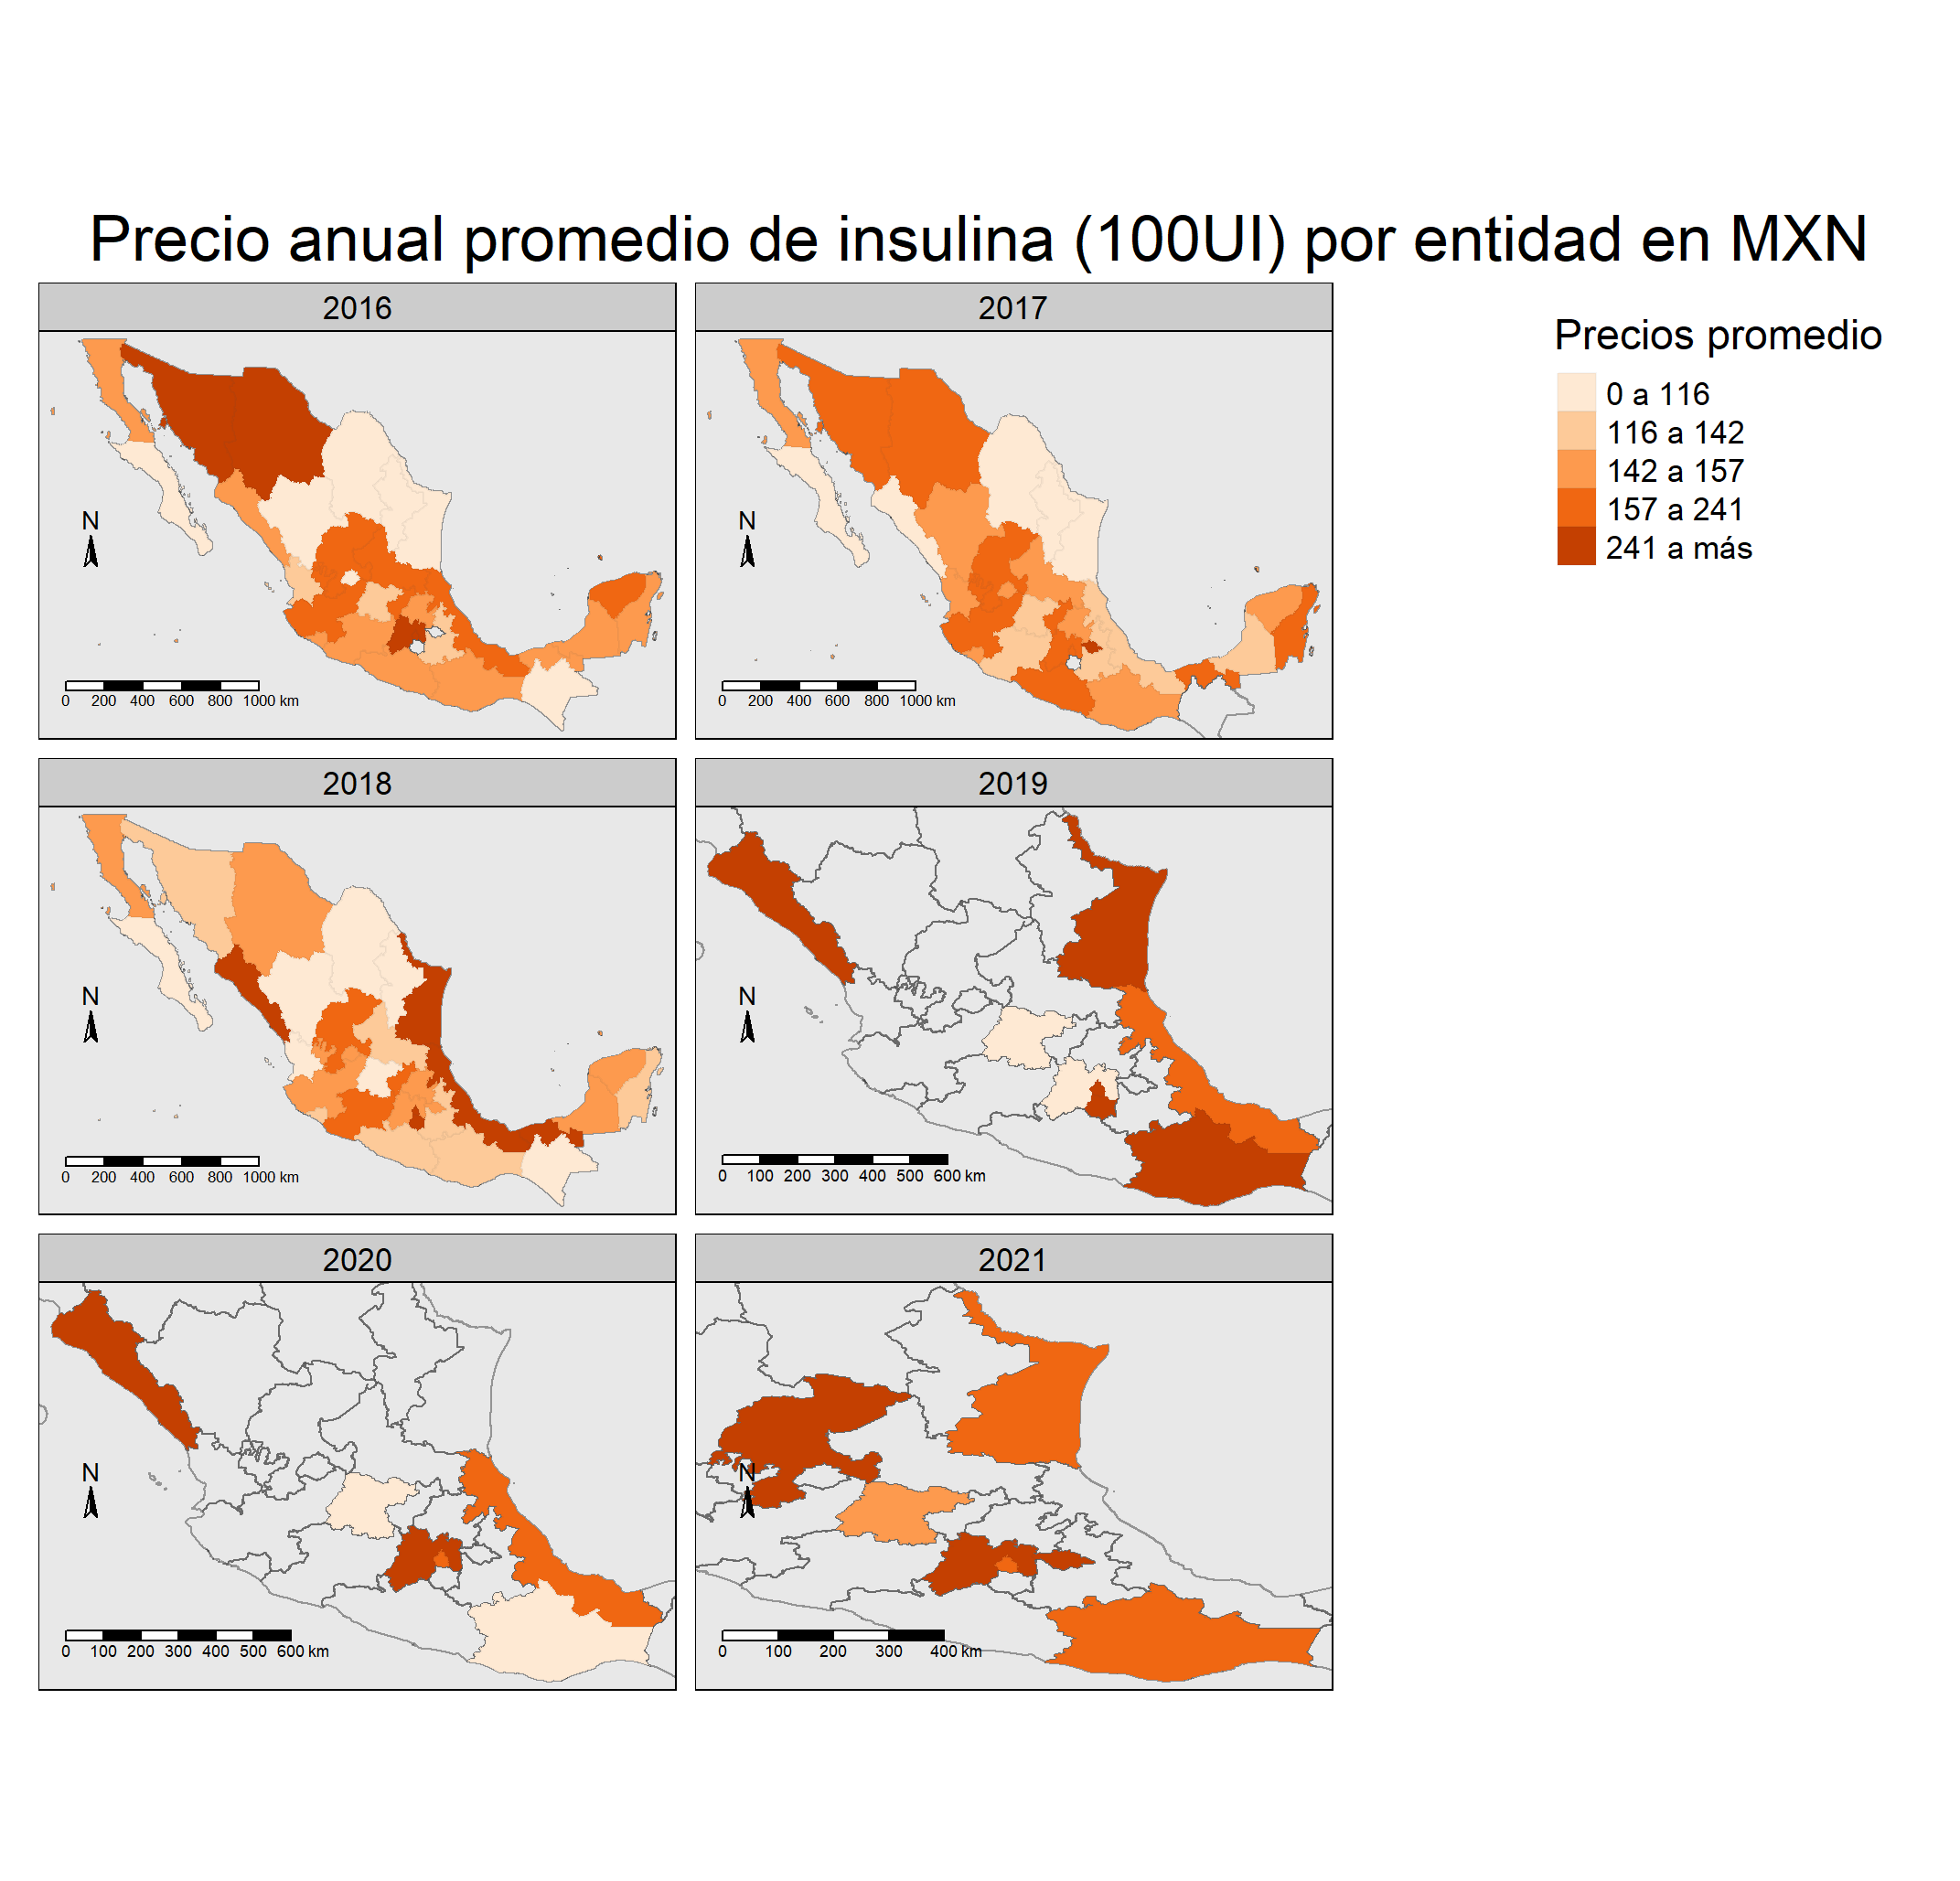 Precio anual promedio de insulina (100UI) por entidad en MXN
2016
N
0 200 400 600 800 1000 km
2017
N
0 200 400 600 800 1000 km
Precios promedio
0 a 116
116 a 142
142 a 157
157 a 241
241 a más
2018
N
0 200 400 600 800 1000 km
2019
N
0 100 200 300 400 500 600 km
2020
N
0 100 200 300 400 500 600 km
2021
N
0 100 200 300 400 km